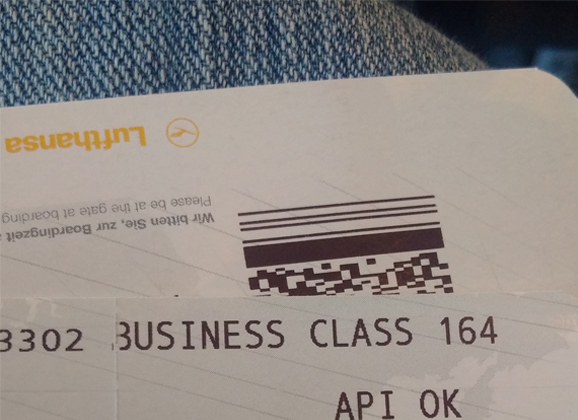 Lufthansa
Please be at the gate at boarding
Wir bitten Sie, zur Boardingzeit
3302 BUSINESS CLASS 164
API OK